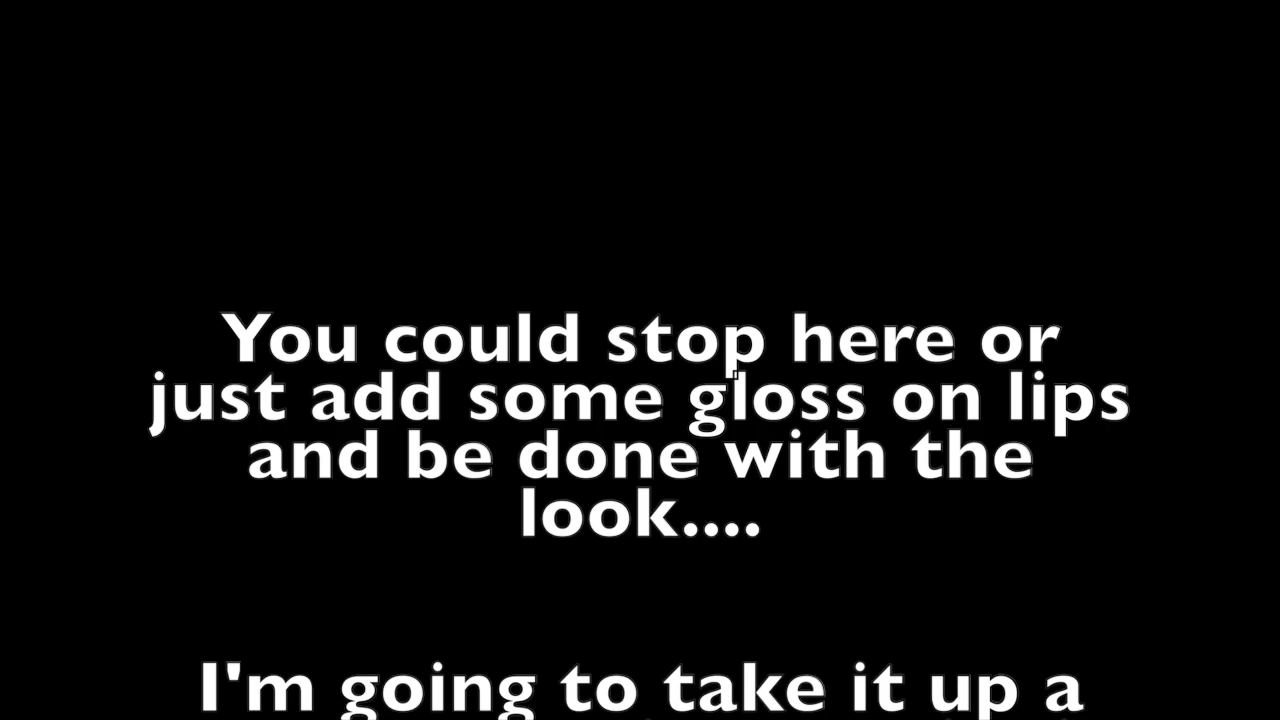 You could stop here or
just add some gloss on lips
and be done with the
look....
I'm going to take it up a